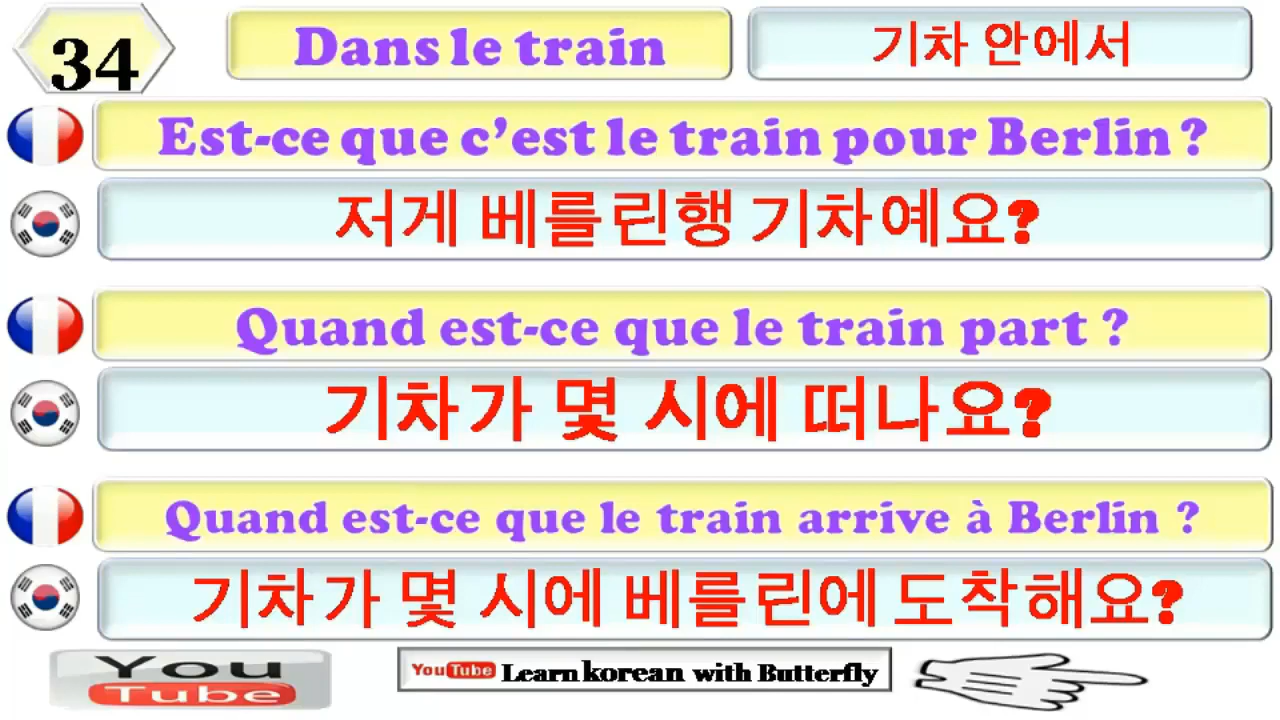 34
Dans le train
기차 안에서
Est-ce que c’est le train pour Berlin ?
저게 베를린행 기차예요?
Quand est-ce que le train part ?
기차가 몇 시에 떠나요?
Quand est-ce que le train arrive à Berlin ?
기차가 몇 시에 베를린에 도착해요?
You Tube
YouTube Learn korean with Butterfly